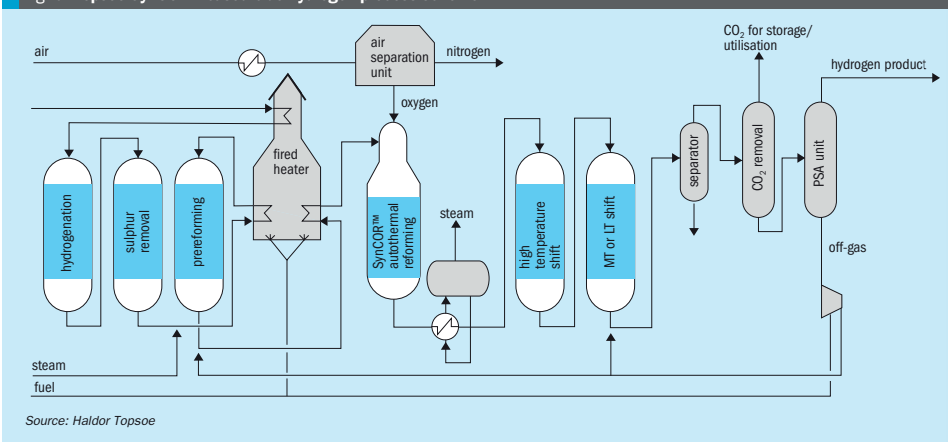 CO₂ for storage/
utilisation
air
air
separation
unit
nitrogen
hydrogen product
oxygen
fired
heater
hydrogenation
sulphur
removal
prereforming
SynCOR™
autothermal
reforming
steam
high
temperature
shift
MT or LT shift
separator
CO₂ removal
PSA unit
off-gas
steam
fuel
Source: Haldor Topsoe